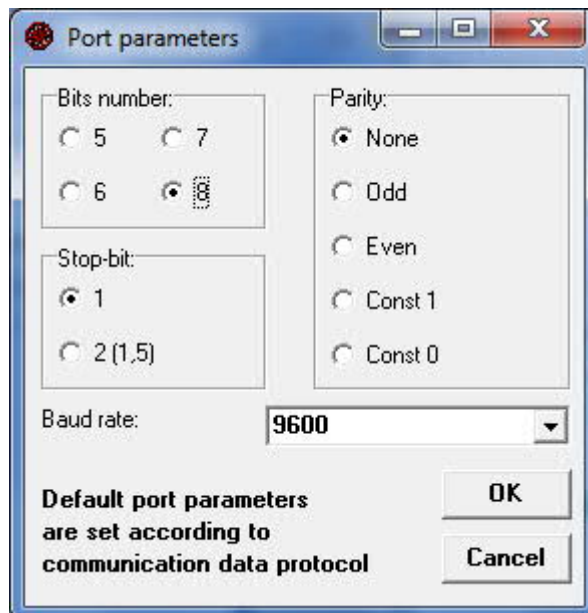 Port parameters
Bits number:
5 7
6 8
Stop-bit:
1
2 (1,5)
Parity:
None
Odd
Even
Const 1
Const 0
Baud rate: 9600
Default port parameters
are set according to
communication data protocol
OK
Cancel